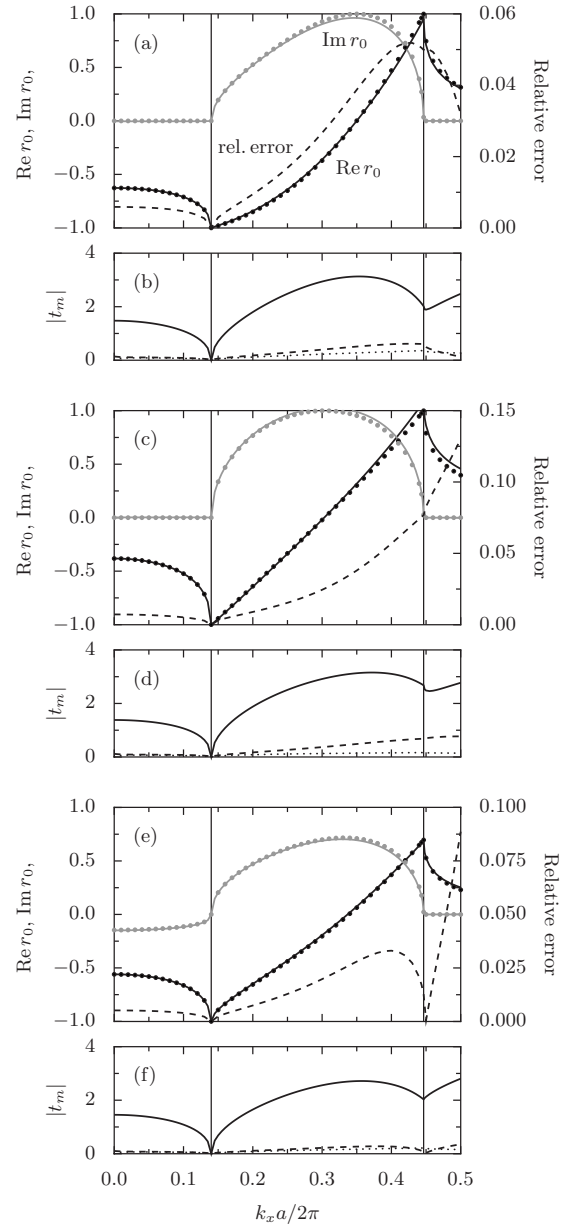 (a)
Im r₀
rel. error
Re r₀
1.0
0.5
0.0
−0.5
−1.0
Re r₀, Im r₀,
0.06
0.04
0.02
0.00
Relative error
(b)
4
2
0
|tₘ|
(c)
1.0
0.5
0.0
−0.5
−1.0
Re r₀, Im r₀,
0.15
0.10
0.05
0.00
Relative error
(d)
4
2
0
|tₘ|
(e)
1.0
0.5
0.0
−0.5
−1.0
Re r₀, Im r₀,
0.100
0.075
0.050
0.025
0.000
Relative error
(f)
4
2
0
|tₘ|
0.0 0.1 0.2 0.3 0.4 0.5
kₓa/2π